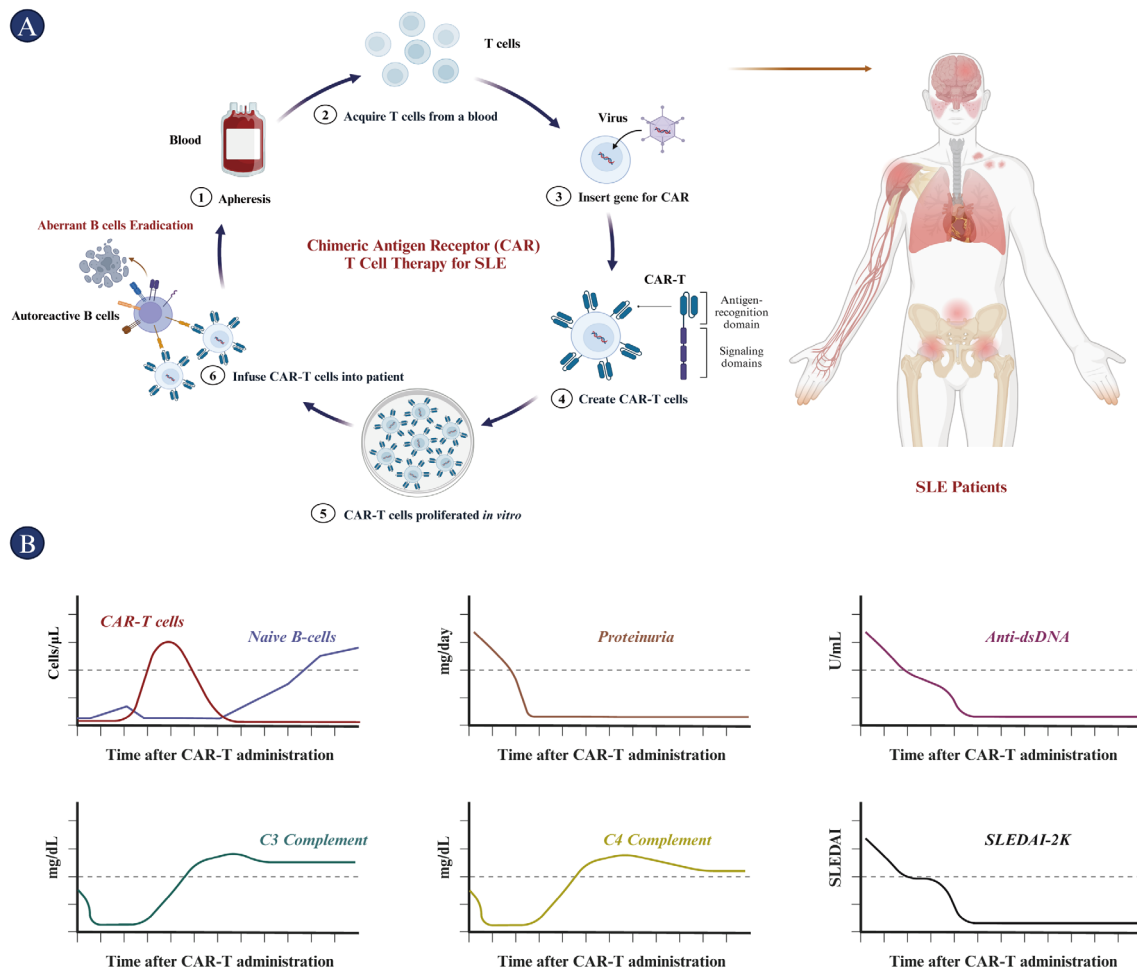 A
T cells
2 Acquire T cells from a blood
Virus
Blood
3 Insert gene for CAR
1 Apheresis
Aberrant B cells Eradication
Chimeric Antigen Receptor (CAR)
T Cell Therapy for SLE
CAR-T
Antigen-
recognition
domain
Autoreactive B cells
Signaling
domains
6 Infuse CAR-T cells into patient
4 Create CAR-T cells
SLE Patients
5 CAR-T cells proliferated in vitro
B
CAR-T cells
Naive B-cells
Cells/μL
Time after CAR-T administration
Proteinuria
mg/day
Time after CAR-T administration
Anti-dsDNA
U/mL
Time after CAR-T administration
C3 Complement
mg/dL
Time after CAR-T administration
C4 Complement
mg/dL
Time after CAR-T administration
SLEDAI-2K
SLEDAI
Time after CAR-T administration